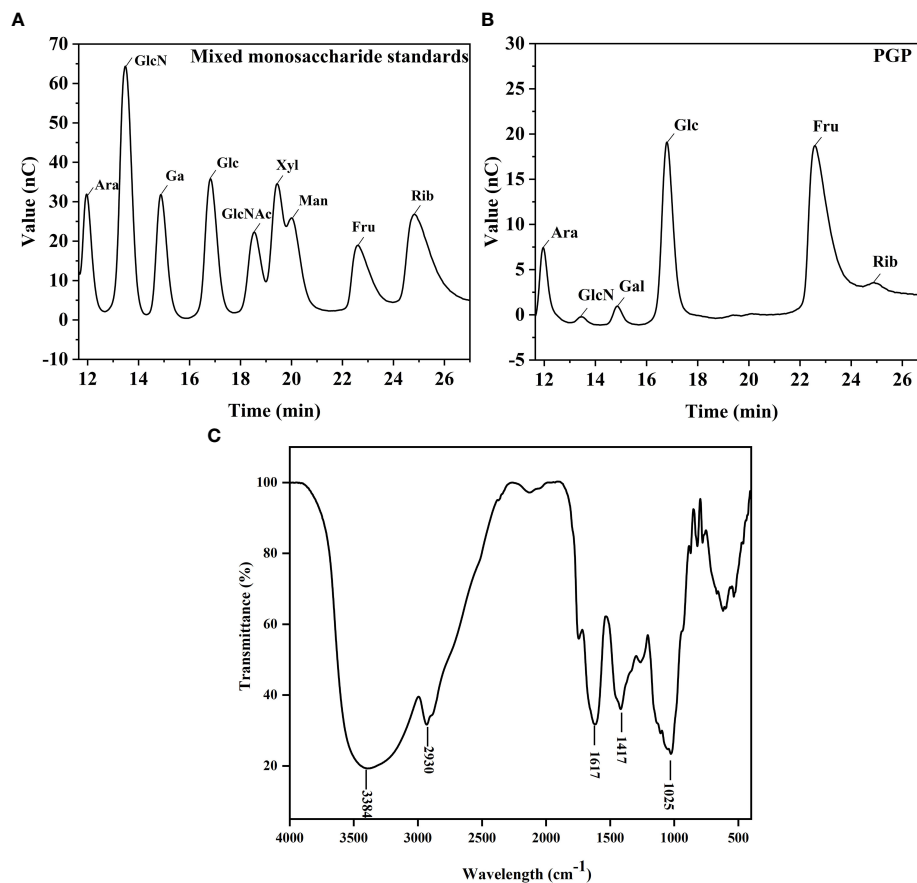 A
Mixed monosaccharide standards
70
60
50
40
30
20
10
0
-10
Value (nC)
Ara
GlcN
Ga
Glc
GlcNAc
Xyl
Man
Fru
Rib
12 14 16 18 20 22 24 26
Time (min)
B
PGP
30
25
20
15
10
5
0
-5
Value (nC)
Ara
GlcN
Gal
Glc
Fru
Rib
12 14 16 18 20 22 24 26
Time (min)
C
100
80
60
40
20
Transmittance (%)
3384
2930
1617
1417
1025
4000 3500 3000 2500 2000 1500 1000 500
Wavelength (cm-1)